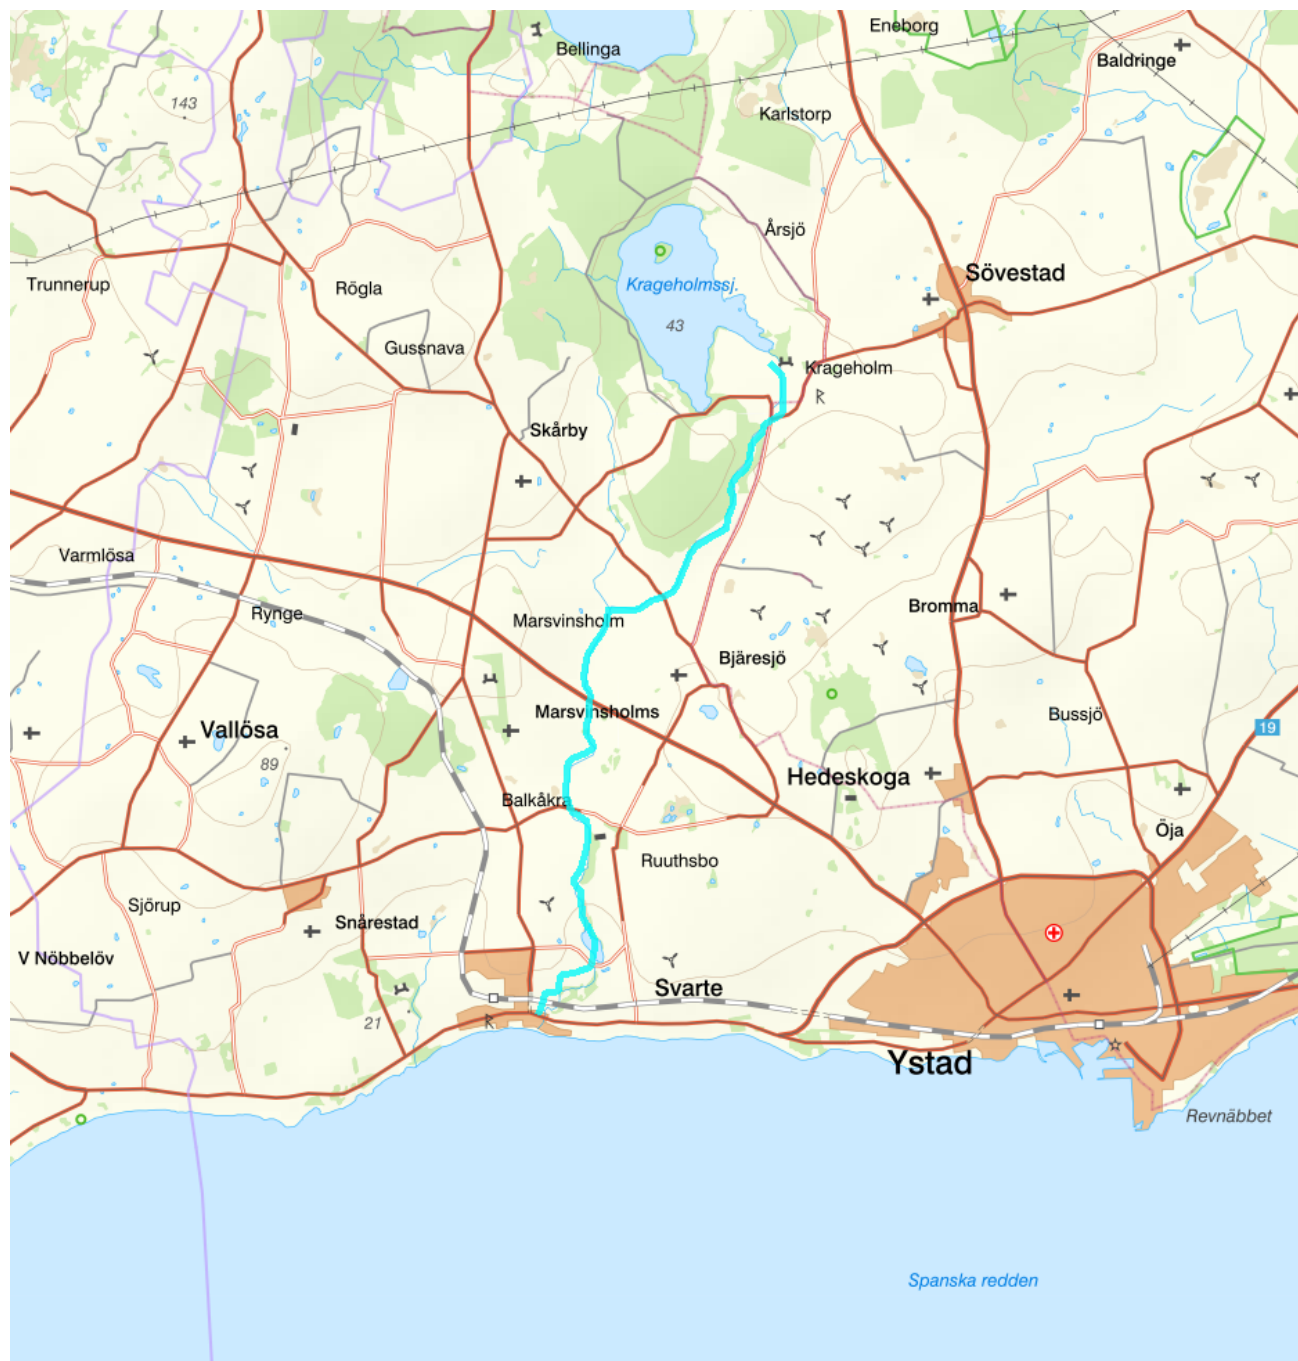 Eneborg
Bellinga
Baldringe
143
Karlstorp
Årsjö
Sövestad
Trunnerup
Rögla
Krageholmssj.
43
Gussnava
Krageholm
R
Skårby
Varmlösa
Rynge
Marsvinsholm
Bromma
Bjäresjö
Marsvinsholms
Bussjö
19
Vallösa
89
Hedeskoga
Balkåkra
Öja
Ruuthsbo
Sjörup
Snårestad
V Nöbbelöv
Svarte
21
R
Ystad
Revnäbbet
Spanska redden